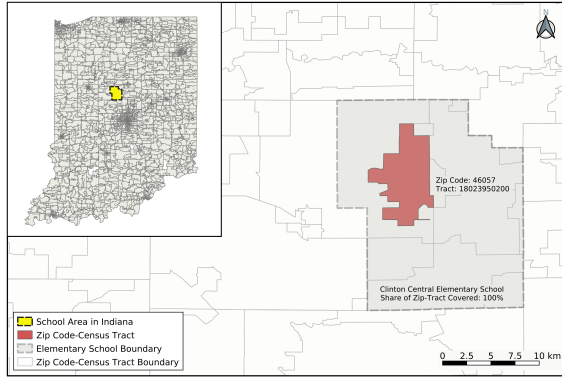 N
Zip Code: 46057
Tract: 18023950200
Clinton Central Elementary School
Share of Zip-Tract Covered: 100%
School Area in Indiana
Zip Code-Census Tract
Elementary School Boundary
Zip Code-Census Tract Boundary
0 2.5 5 7.5 10 km